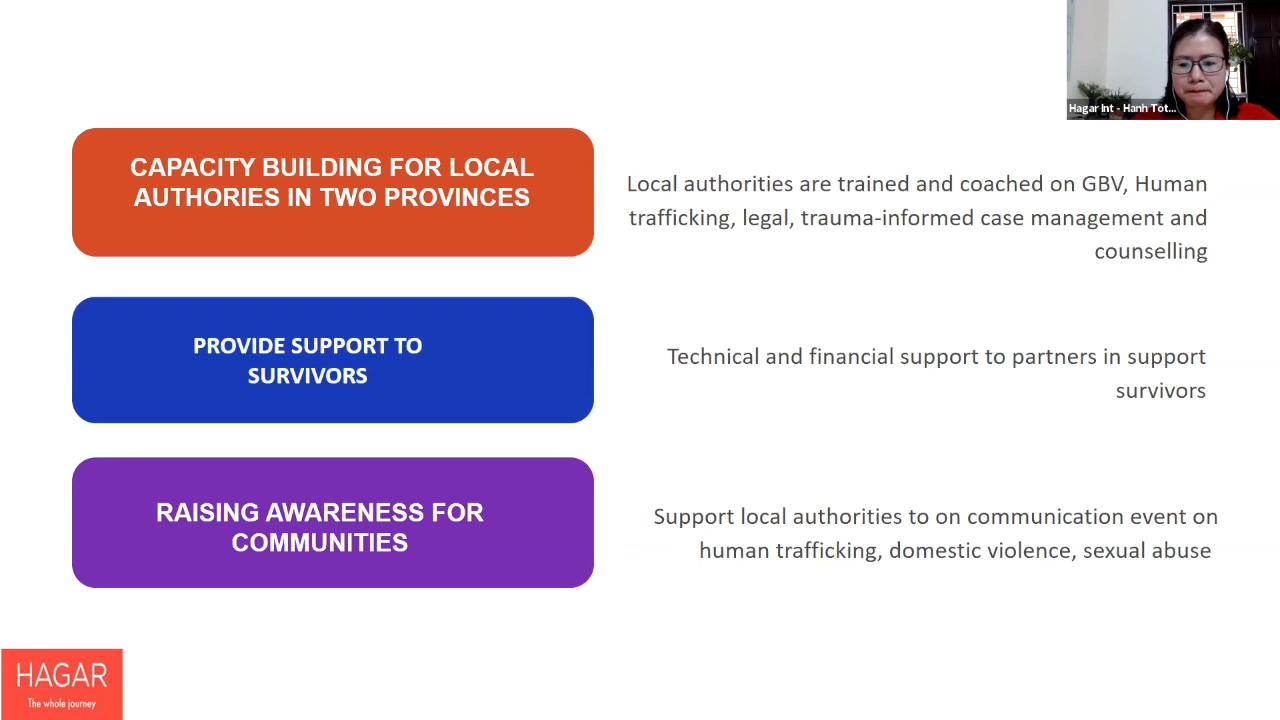 Hagar Int - Hanh Tot...
CAPACITY BUILDING FOR LOCAL
AUTHORIES IN TWO PROVINCES
Local authorities are trained and coached on GBV, Human
trafficking, legal, trauma-informed case management and
counselling
PROVIDE SUPPORT TO
SURVIVORS
Technical and financial support to partners in support
survivors
RAISING AWARENESS FOR
COMMUNITIES
Support local authorities to on communication event on
human trafficking, domestic violence, sexual abuse
HAGAR
The whole journey